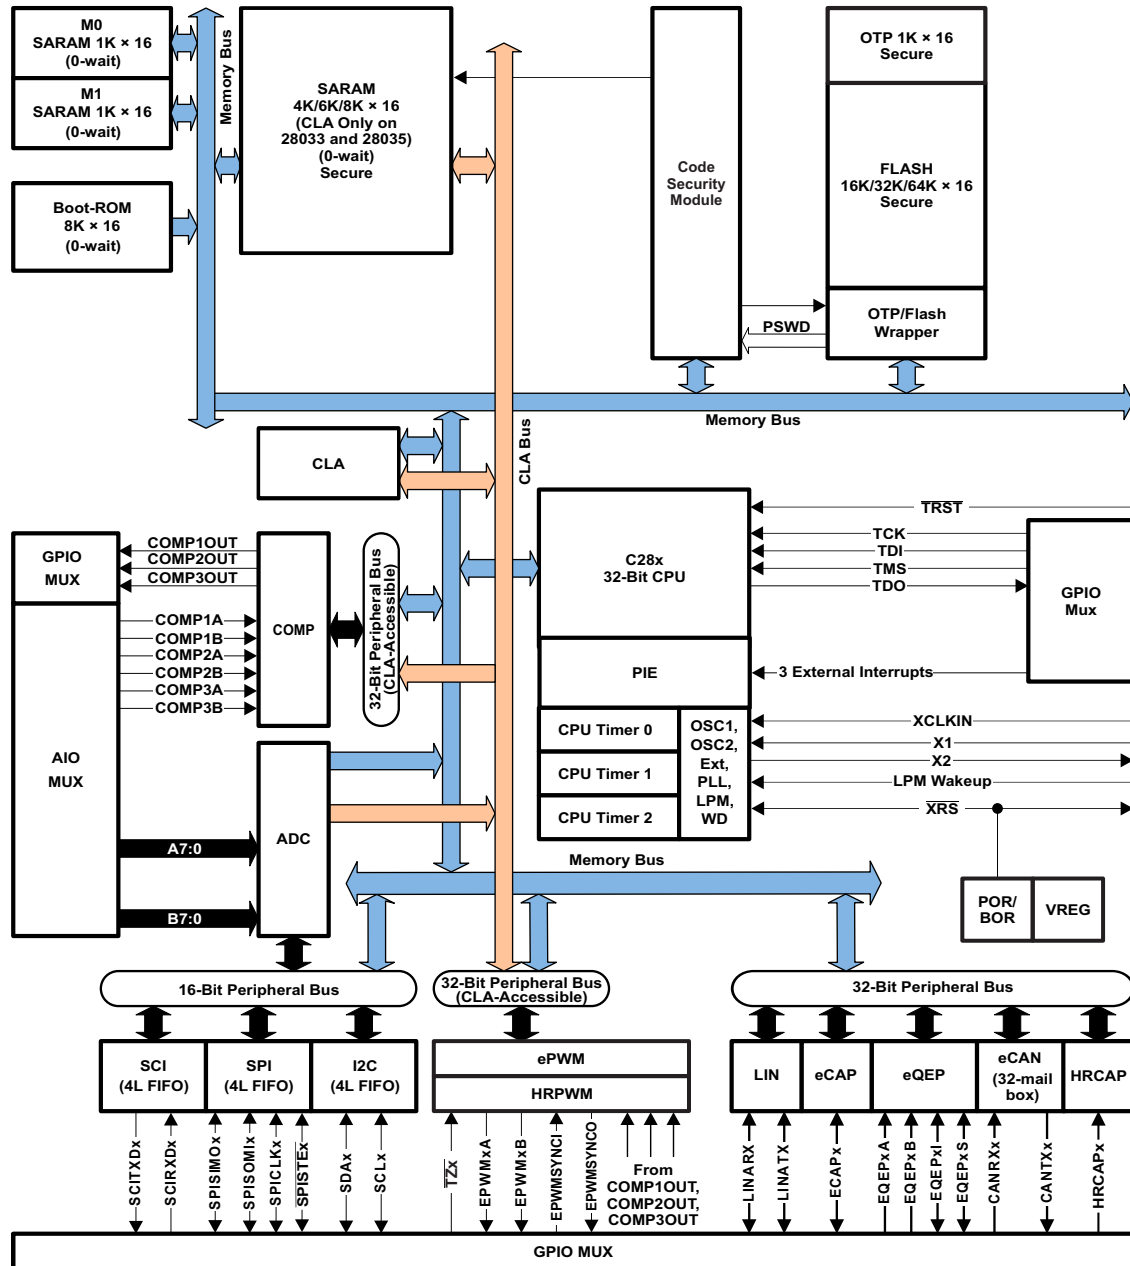 M0
SARAM 1K × 16
(0-wait)
M1
SARAM 1K × 16
(0-wait)
Boot-ROM
8K × 16
(0-wait)
Memory Bus
SARAM
4K/6K/8K × 16
(CLA Only on
28033 and 28035)
(0-wait)
Secure
Code
Security
Module
OTP 1K × 16
Secure
FLASH
16K/32K/64K × 16
Secure
OTP/Flash
Wrapper
PSWD
Memory Bus
CLA Bus
CLA
C28x
32-Bit CPU
TRST
TCK
TDI
TMS
TDO
GPIO
Mux
GPIO
MUX
COMP1OUT
COMP2OUT
COMP3OUT
COMP1A
COMP1B
COMP2A
COMP2B
COMP3A
COMP3B
COMP
32-Bit Peripheral Bus
(CLA-Accessible)
PIE
3 External Interrupts
CPU Timer 0
CPU Timer 1
CPU Timer 2
OSC1,
OSC2,
Ext,
PLL,
LPM,
WD
XCLKIN
X1
X2
LPM Wakeup
XRS
AIO
MUX
A7:0
B7:0
ADC
Memory Bus
POR/
BOR
VREG
16-Bit Peripheral Bus
32-Bit Peripheral Bus
(CLA-Accessible)
32-Bit Peripheral Bus
SCI
(4L FIFO)
SPI
(4L FIFO)
I2C
(4L FIFO)
ePWM
HRPWM
LIN
eCAP
eQEP
eCAN
(32-mail
box)
HRCAP
SCITXDx
SCIRXDx
SPISIMOx
SPISOMIx
SPICLKx
SPISTEx
SDAx
SCLx
TZx
EPWMxA
EPWMxB
EPWMSYNCI
EPWMSYNCO
From
COMP1OUT,
COMP2OUT,
COMP3OUT
LINARX
LINATX
ECAPx
EQEPxA
EQEPxB
EQEPxI
EQEPxS
CANRXx
CANTXx
HRCAPx
GPIO MUX